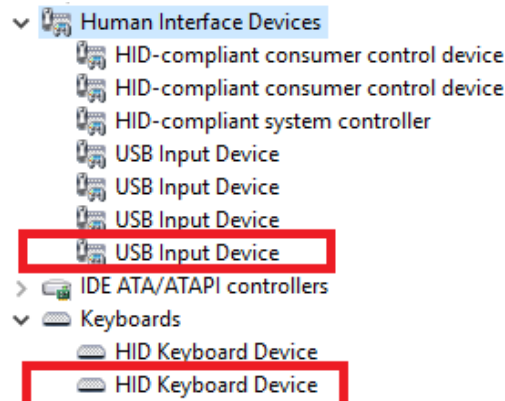 Human Interface Devices
HID-compliant consumer control device
HID-compliant consumer control device
HID-compliant system controller
USB Input Device
USB Input Device
USB Input Device
USB Input Device
IDE ATA/ATAPI controllers
Keyboards
HID Keyboard Device
HID Keyboard Device